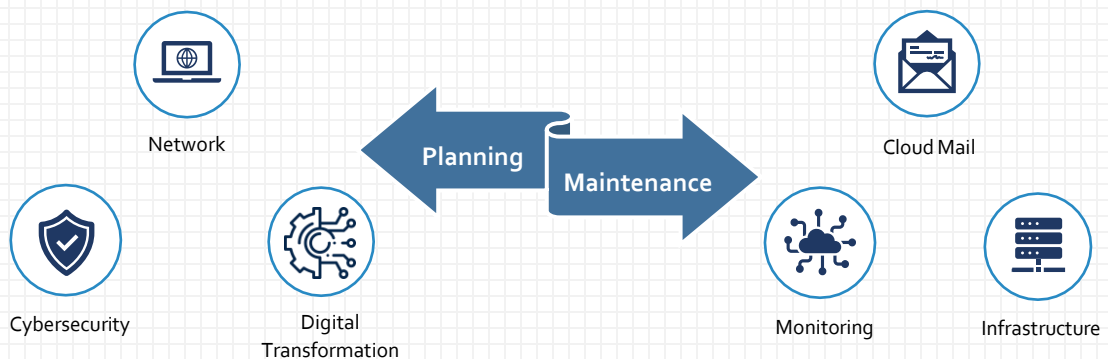 Network
Planning
Maintenance
Cloud Mail
Cybersecurity
Digital
Transformation
Monitoring
Infrastructure